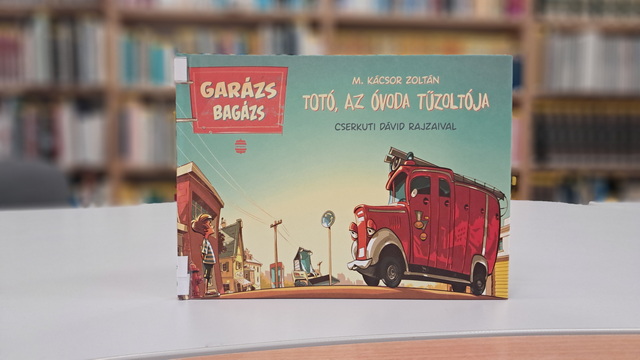 GARÁZS
BAGÁZS
M. KÁCSOR ZOLTÁN
TOTÓ, AZ ÓVODA TŰZOLTÓJA
CSERKUTI DÁVID RAJZAIVAL